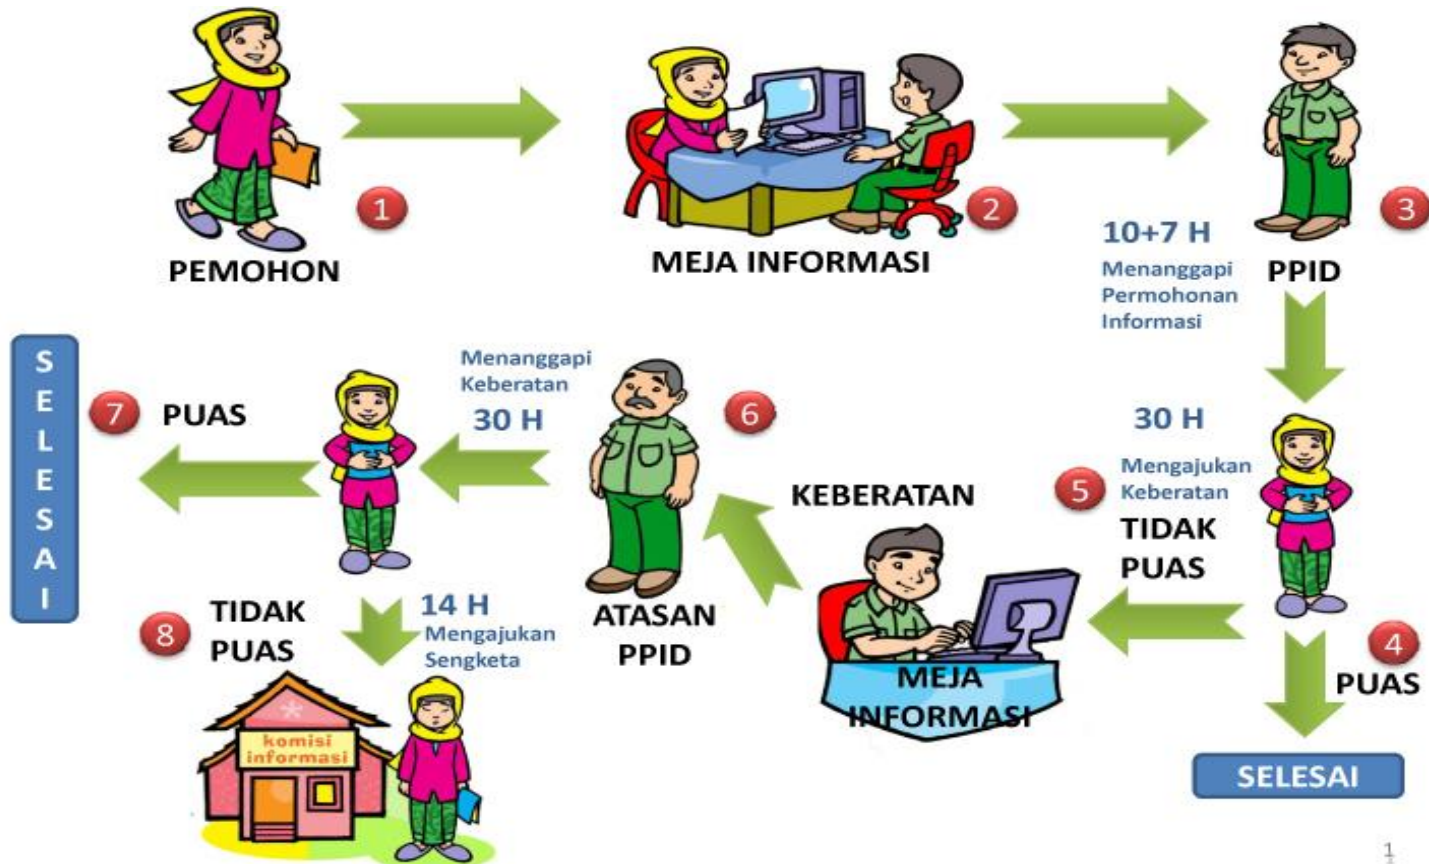 1
PEMOHON
2
MEJA INFORMASI
3
PPID
10+7 H
Menanggapi
Permohonan
Informasi
30 H
Mengajukan
Keberatan
5
TIDAK
PUAS
4
PUAS
SELESAI
KEBERATAN
MEJA
INFORMASI
6
ATASAN
PPID
Menanggapi
Keberatan
30 H
7
PUAS
SELESAI
8
TIDAK
PUAS
14 H
Mengajukan
Sengketa
komisi
informasi